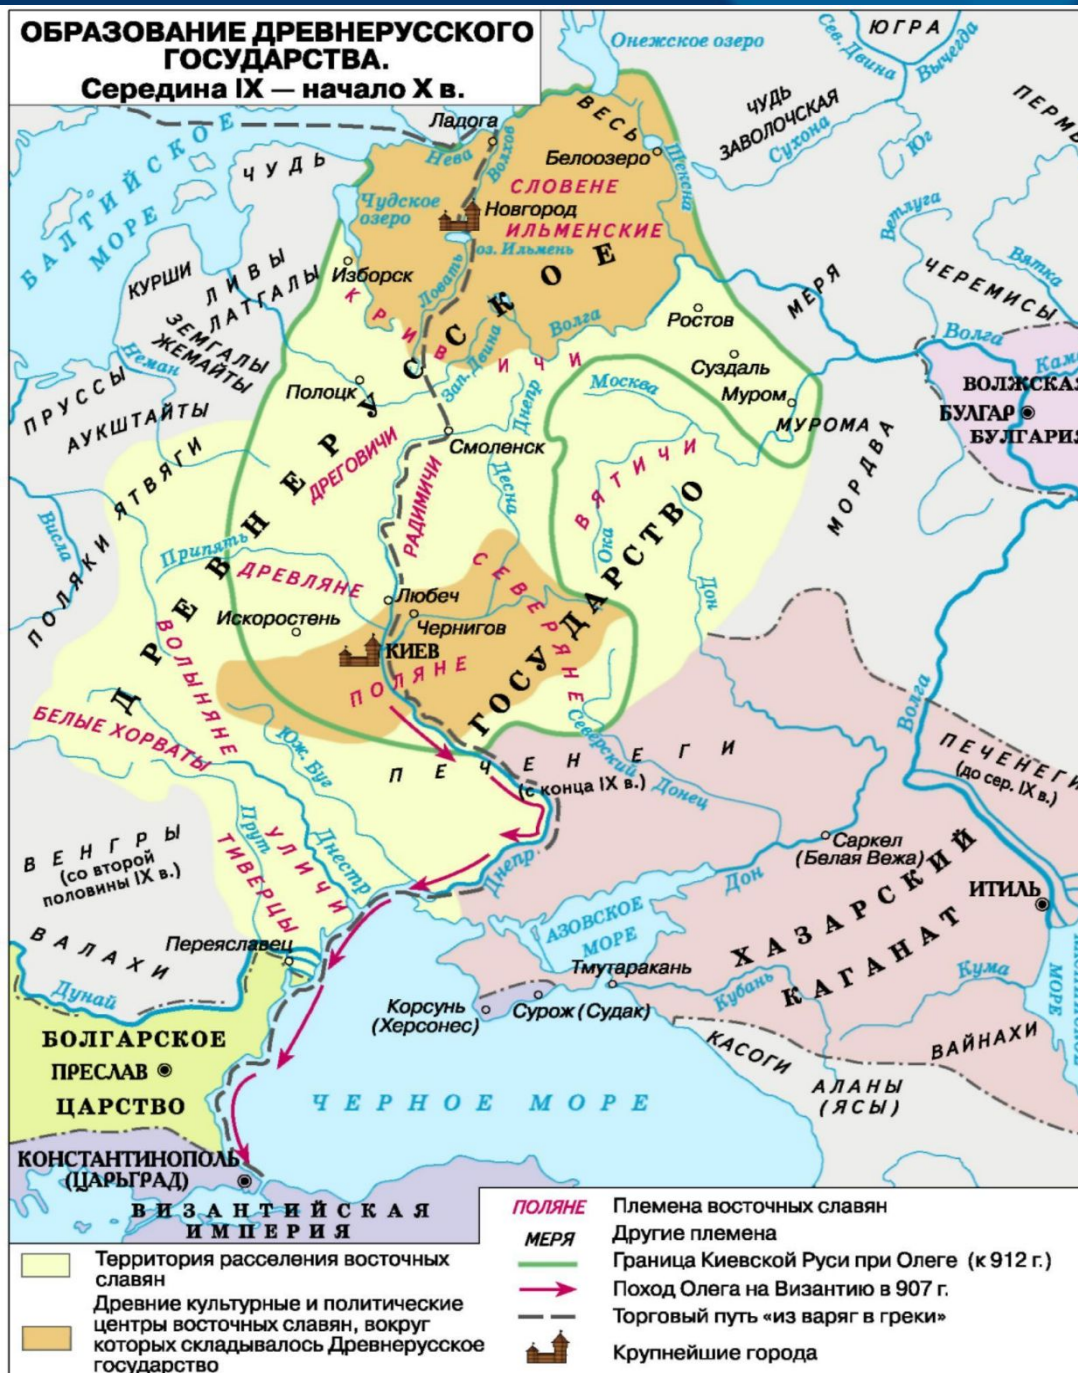 ОБРАЗОВАНИЕ ДРЕВНЕРУССКОГО
ГОСУДАРСТВА.
Середина IX — начало X в.
Онежское озеро
ЮГРА
Сев. Двина
Вычегда
ЧУДЬ
ЗАВОЛОЧСКАЯ
Сухона
Юг
ПЕРМЬ
БАЛТИЙСКОЕ
МОРЕ
ЧУДЬ
Ладога
Нева
Волхов
ВЕСЬ
Белоозеро
Шексна
СЛОВЕНЕ
ИЛЬМЕНСКИЕ
Чудское
озеро
Новгород
оз. Ильмень
Ветлуга
Вятка
КУРШИ
ЛИВЫ
ЛАТГАЛЫ
ЗЕМГАЛЫ
ЖЕМАЙТЫ
Изборск
Ловать
КРИВИЧИ
Волга
Ростов
МЕРЯ
ЧЕРЕМИСЫ
Волга
Кама
Неман
ПРУССЫ
АУКШТАЙТЫ
Полоцк
Зап. Двина
Днепр
Москва
Суздаль
Муром
МУРОМА
ВОЛЖСКАЯ
БУЛГАР
БУЛГАРИЯ
ЯТВЯГИ
Смоленск
ДРЕГОВИЧИ
РАДИМИЧИ
Десна
ВЯТИЧИ
Ока
МОРДВА
Висла
ПОЛЯКИ
Припять
ДРЕВНЕРУССКОЕ
ГОСУДАРСТВО
ДРЕВЛЯНЕ
Любеч
СЕВЕРЯНЕ
Дон
Искоростень
Чернигов
КИЕВ
ПОЛЯНЕ
ВОЛЫНЯНЕ
БЕЛЫЕ ХОРВАТЫ
Юж. Буг
ПЕЧЕНЕГИ
(с конца IX в.)
Северский
Донец
Волга
ПЕЧЕНЕГИ
(до сер. IX в.)
ВЕНГРЫ
(со второй
половины IX в.)
Прут
УЛИЧИ
ТИВЕРЦЫ
Днестр
Днепр.
Саркел
(Белая Вежа)
Дон
ХАЗАРСКИЙ
КАГАНАТ
ИТИЛЬ
ВАЛАХИ
Переяславец
АЗОВСКОЕ
МОРЕ
Тмутаракань
Кубань
Кума
МОРЕ
Дунай
Корсунь
(Херсонес)
Сурож (Судак)
БОЛГАРСКОЕ
ПРЕСЛАВ
ЦАРСТВО
КАСОГИ
ВАЙНАХИ
АЛАНЫ
(ЯСЫ)
ЧЕРНОЕ МОРЕ
КОНСТАНТИНОПОЛЬ
(ЦАРЬГРАД)
ВИЗАНТИЙСКАЯ
ИМПЕРИЯ
Территория расселения восточных
славян
Древние культурные и политические
центры восточных славян, вокруг
которых складывалось Древнерусское
государство
ПОЛЯНЕ Племена восточных славян
МЕРЯ Другие племена
Граница Киевской Руси при Олеге (к 912 г.)
Поход Олега на Византию в 907 г.
Торговый путь «из варяг в греки»
Крупнейшие города